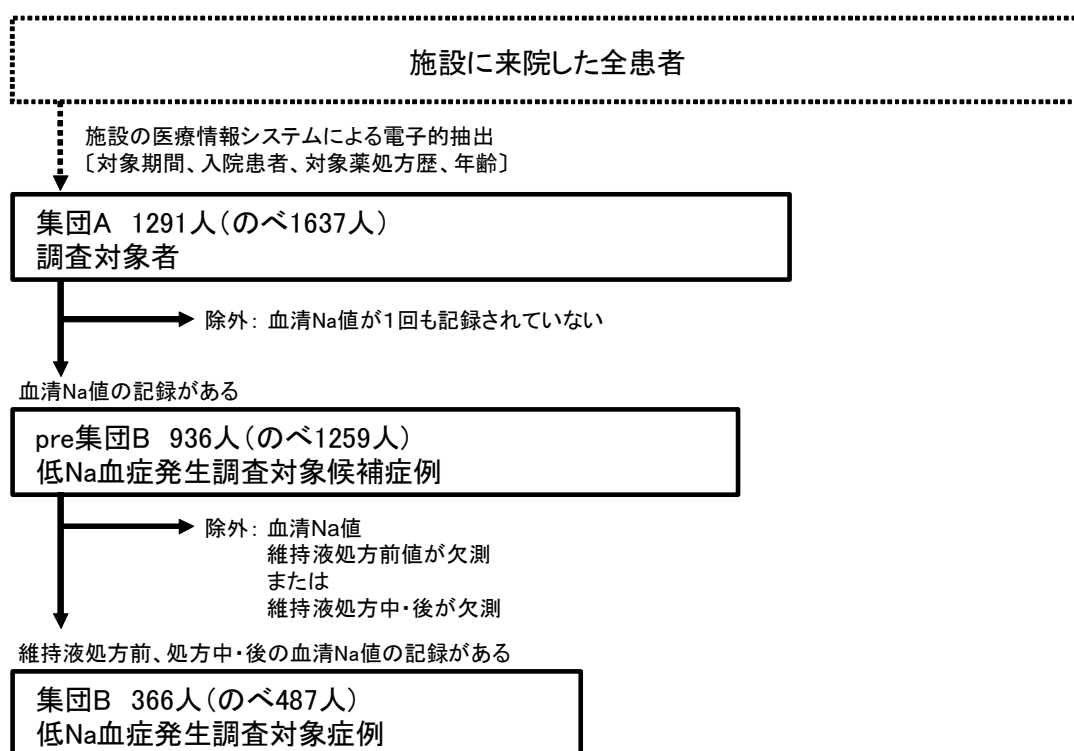 施設に来院した全患者
施設の医療情報システムによる電子的抽出
〔対象期間、入院患者、対象薬処方歴、年齢〕
集団A 1291人（のべ1637人）
調査対象者
除外： 血清Na値が1回も記録されていない
血清Na値の記録がある
pre集団B 936人（のべ1259人）
低Na血症発生調査対象候補症例
除外： 血清Na値
維持液処方前値が欠測
または
維持液処方中・後が欠測
維持液処方前、処方中・後の血清Na値の記録がある
集団B 366人（のべ487人）
低Na血症発生調査対象症例